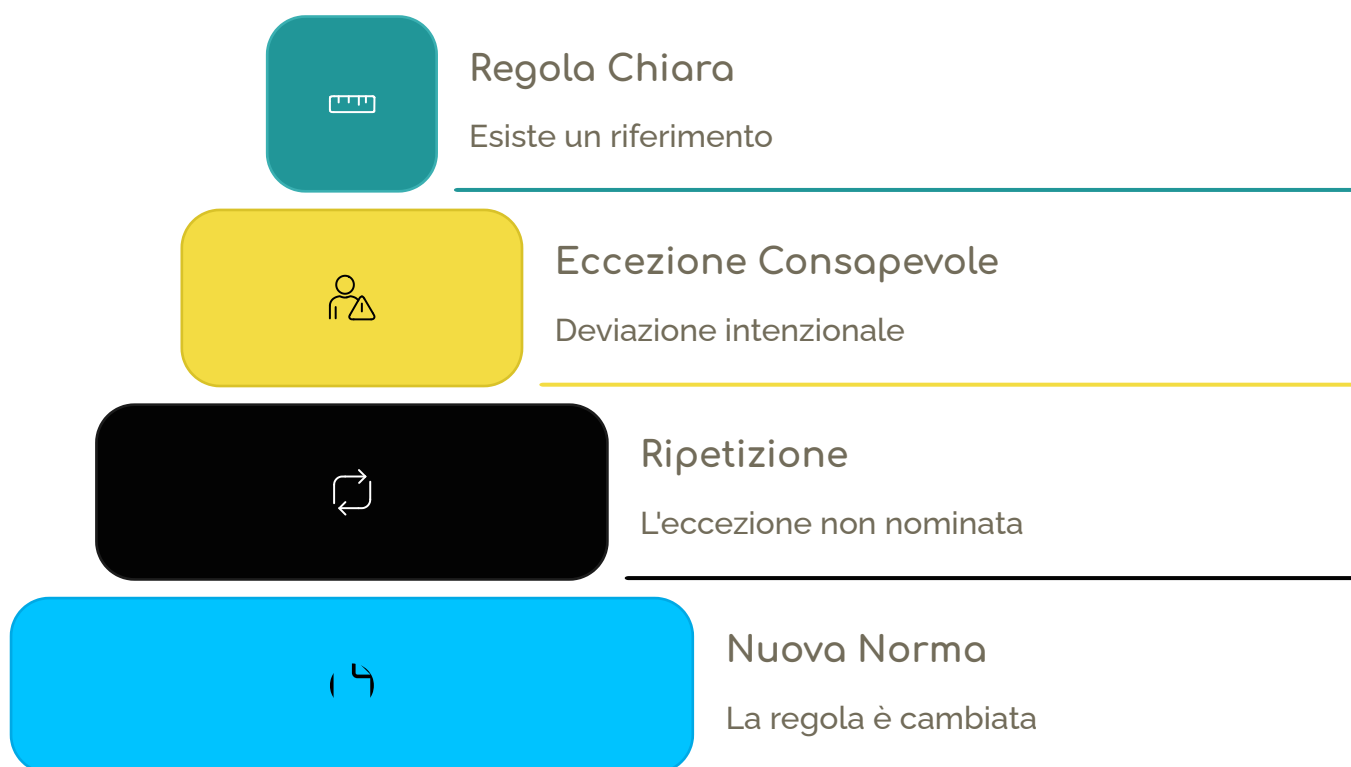 Regola Chiara
Esiste un riferimento
Eccezione Consapevole
Deviazione intenzionale
Ripetizione
L'eccezione non nominata
Nuova Norma
La regola è cambiata